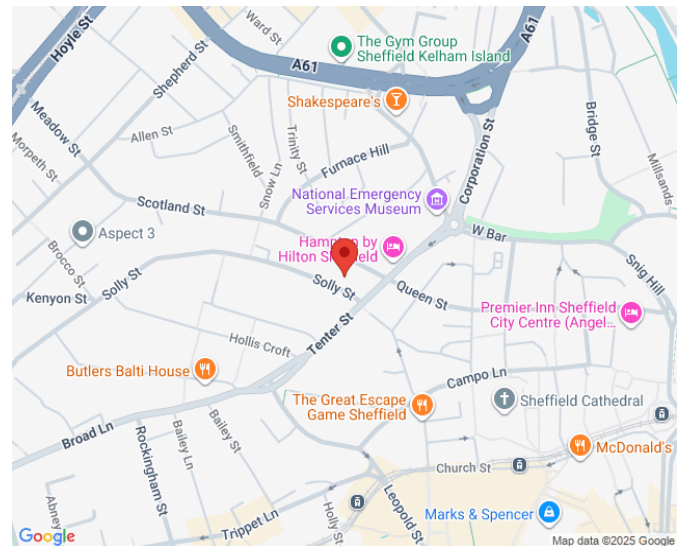 Hoyle St
Ward St
A61
The Gym Group
Sheffield Kelham Island
A61
Shepherd St
Shakespeare's
Meadow St
Morpeth St
Allen St
Smithfield
Trinity St
Furnace Hill
Snow Ln
Corporation St
Bridge St
Millsands
National Emergency
Services Museum
Scotland St
Aspect 3
W Bar
Hampton by
Hilton Sheffield
Snig Hill
Brocco St
Solly St
Kenyon St
Solly St
Queen St
Premier Inn Sheffield
City Centre (Angel...
Tenter St
Hollis Croft
Butlers Balti House
Campo Ln
The Great Escape
Game Sheffield
Sheffield Cathedral
Broad Ln
Rockingham St
Bailey Ln
Bailey St
McDonald's
Church St
Abney
Trippet Ln
Holly St
Leopold St
Marks & Spencer
Google
Map data ©2025 Google